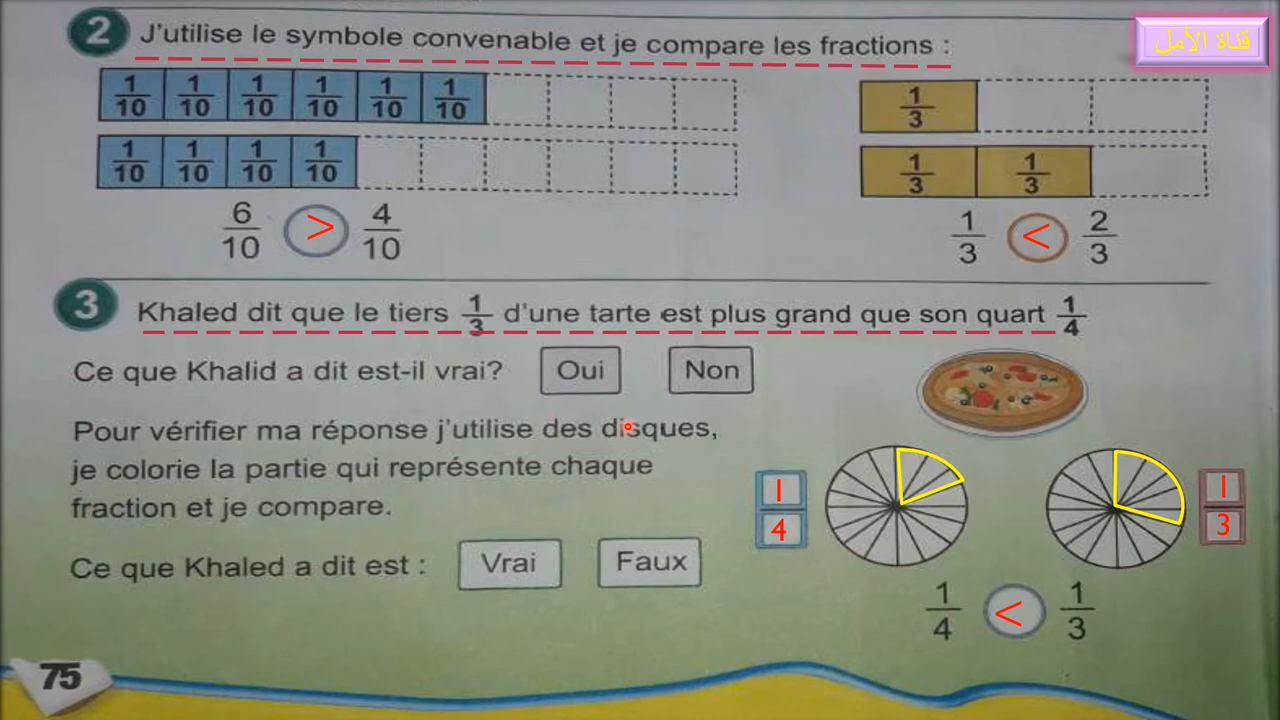 2 J'utilise le symbole convenable et je compare les fractions :
قناة الأمل
1/10 1/10 1/10 1/10 1/10 1/10
1/3
1/10 1/10 1/10 1/10
1/3 1/3
6/10 > 4/10
1/3 < 2/3
3 Khaled dit que le tiers 1/3 d'une tarte est plus grand que son quart 1/4
Ce que Khalid a dit est-il vrai? Oui Non
Pour vérifier ma réponse j'utilise des disques,
je colorie la partie qui représente chaque
fraction et je compare.
1/4
1/3
Ce que Khaled a dit est : Vrai Faux
1/4 < 1/3
75